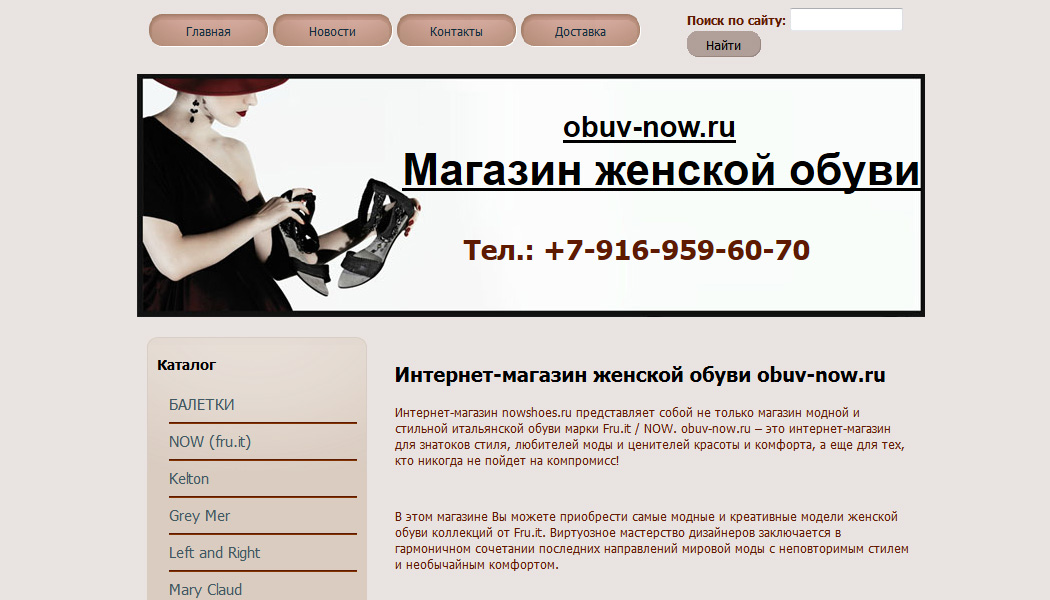 Главная
Новости
Контакты
Доставка
Поиск по сайту:
Найти
obuv-now.ru
Магазин женской обуви
Тел.: +7-916-959-60-70
Каталог
БАЛЕТКИ
NOW (fru.it)
Kelton
Grey Mer
Left and Right
Mary Claud
Интернет-магазин женской обуви obuv-now.ru
Интернет-магазин nowshoes.ru представляет собой не только магазин модной и
стильной итальянской обуви марки Fru.it / NOW. obuv-now.ru – это интернет-магазин
для знатоков стиля, любителей моды и ценителей красоты и комфорта, а еще для тех,
кто никогда не пойдет на компромисс!
В этом магазине Вы можете приобрести самые модные и креативные модели женской
обуви коллекций от Fru.it. Виртуозное мастерство дизайнеров заключается в
гармоничном сочетании последних направлений мировой моды с неповторимым стилем
и необычайным комфортом.